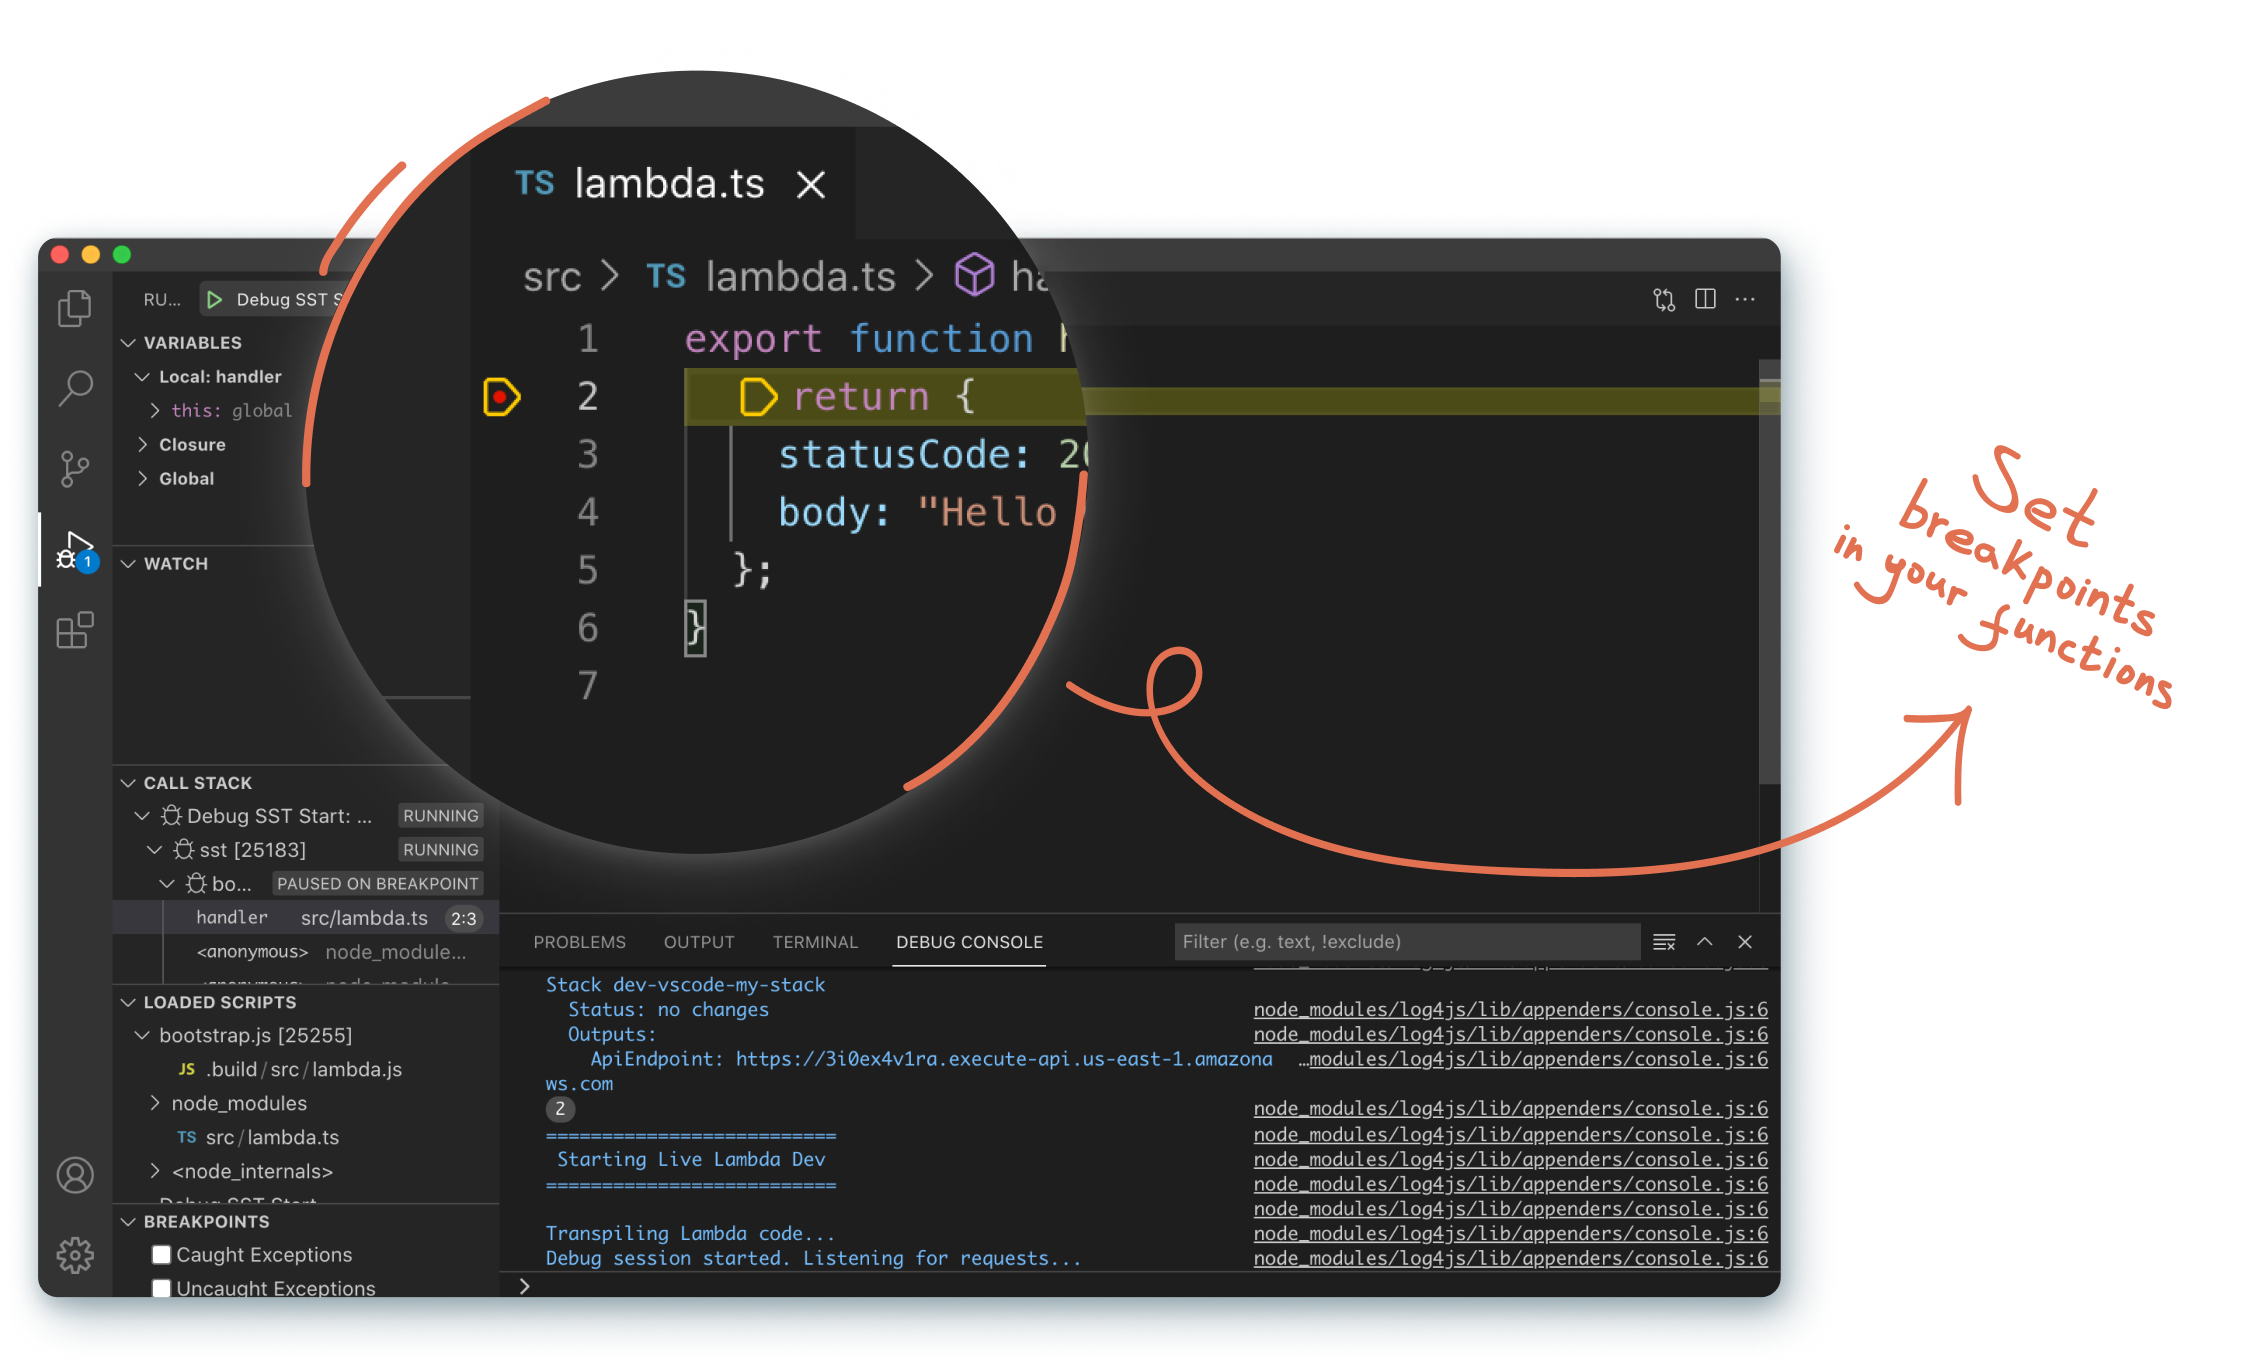 TS lambda.ts
src > TS lambda.ts >
1 export function
2 return {
3 statusCode:
4 body: "Hello
5 };
6 }
7
RU... Debug SST
VARIABLES
Local: handler
this: global
Closure
Global
1
WATCH
CALL STACK
Debug SST Start: ... RUNNING
sst [25183] RUNNING
bo... PAUSED ON BREAKPOINT
handler src/lambda.ts 2:3
<anonymous> node_module...
LOADED SCRIPTS
bootstrap.js [25255]
JS .build/src/lambda.js
node_modules
TS src/lambda.ts
<node_internals>
Debug SST Start
BREAKPOINTS
Caught Exceptions
Uncaught Exceptions
PROBLEMS OUTPUT TERMINAL DEBUG CONSOLE Filter (e.g. text, !exclude)
Stack dev-vscode-my-stack
Status: no changes node_modules/log4js/lib/appenders/console.js:6
Outputs: node_modules/log4js/lib/appenders/console.js:6
ApiEndpoint: https://3i0ex4v1ra.execute-api.us-east-1.amazona …modules/log4js/lib/appenders/console.js:6
ws.com
2 node_modules/log4js/lib/appenders/console.js:6
========================== node_modules/log4js/lib/appenders/console.js:6
Starting Live Lambda Dev node_modules/log4js/lib/appenders/console.js:6
========================== node_modules/log4js/lib/appenders/console.js:6
node_modules/log4js/lib/appenders/console.js:6
Transpiling Lambda code... node_modules/log4js/lib/appenders/console.js:6
Debug session started. Listening for requests... node_modules/log4js/lib/appenders/console.js:6
>
Set
breakpoints
in your functions